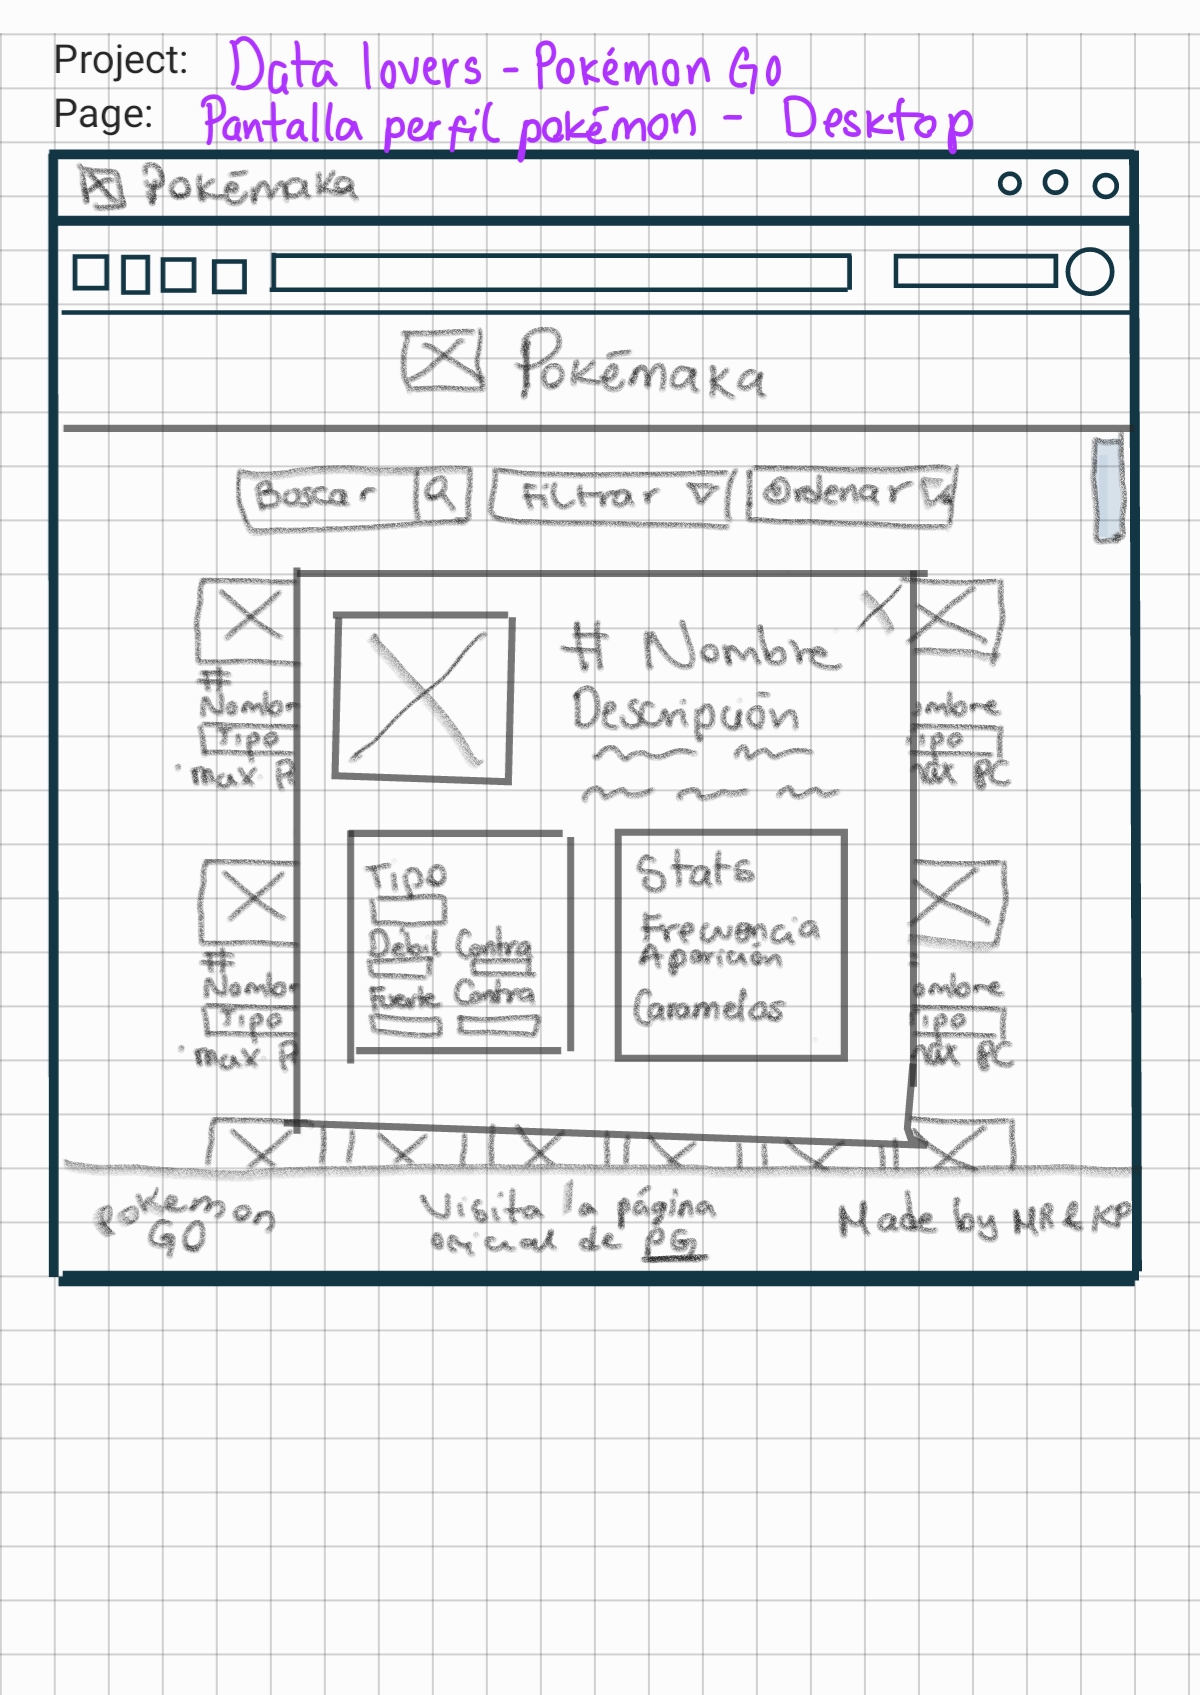 Project: Data lovers - Pokémon Go
Page: Pantalla perfil pokémon - Desktop
Pokémaka
Pokémaka
Buscar Filtrar Ordenar
# Nombre
Descripción
#
Nombr
Tipo
max P
ombre
ipo
max PC
Tipo
Debil Contra
Fuerte Contra
Stats
Frecuencia
Aparición
Caramelos
#
Nombr
Tipo
max P
ombre
ipo
max PC
pokemon
GO
Visita la página
oficial de PG
Made by MR & KP